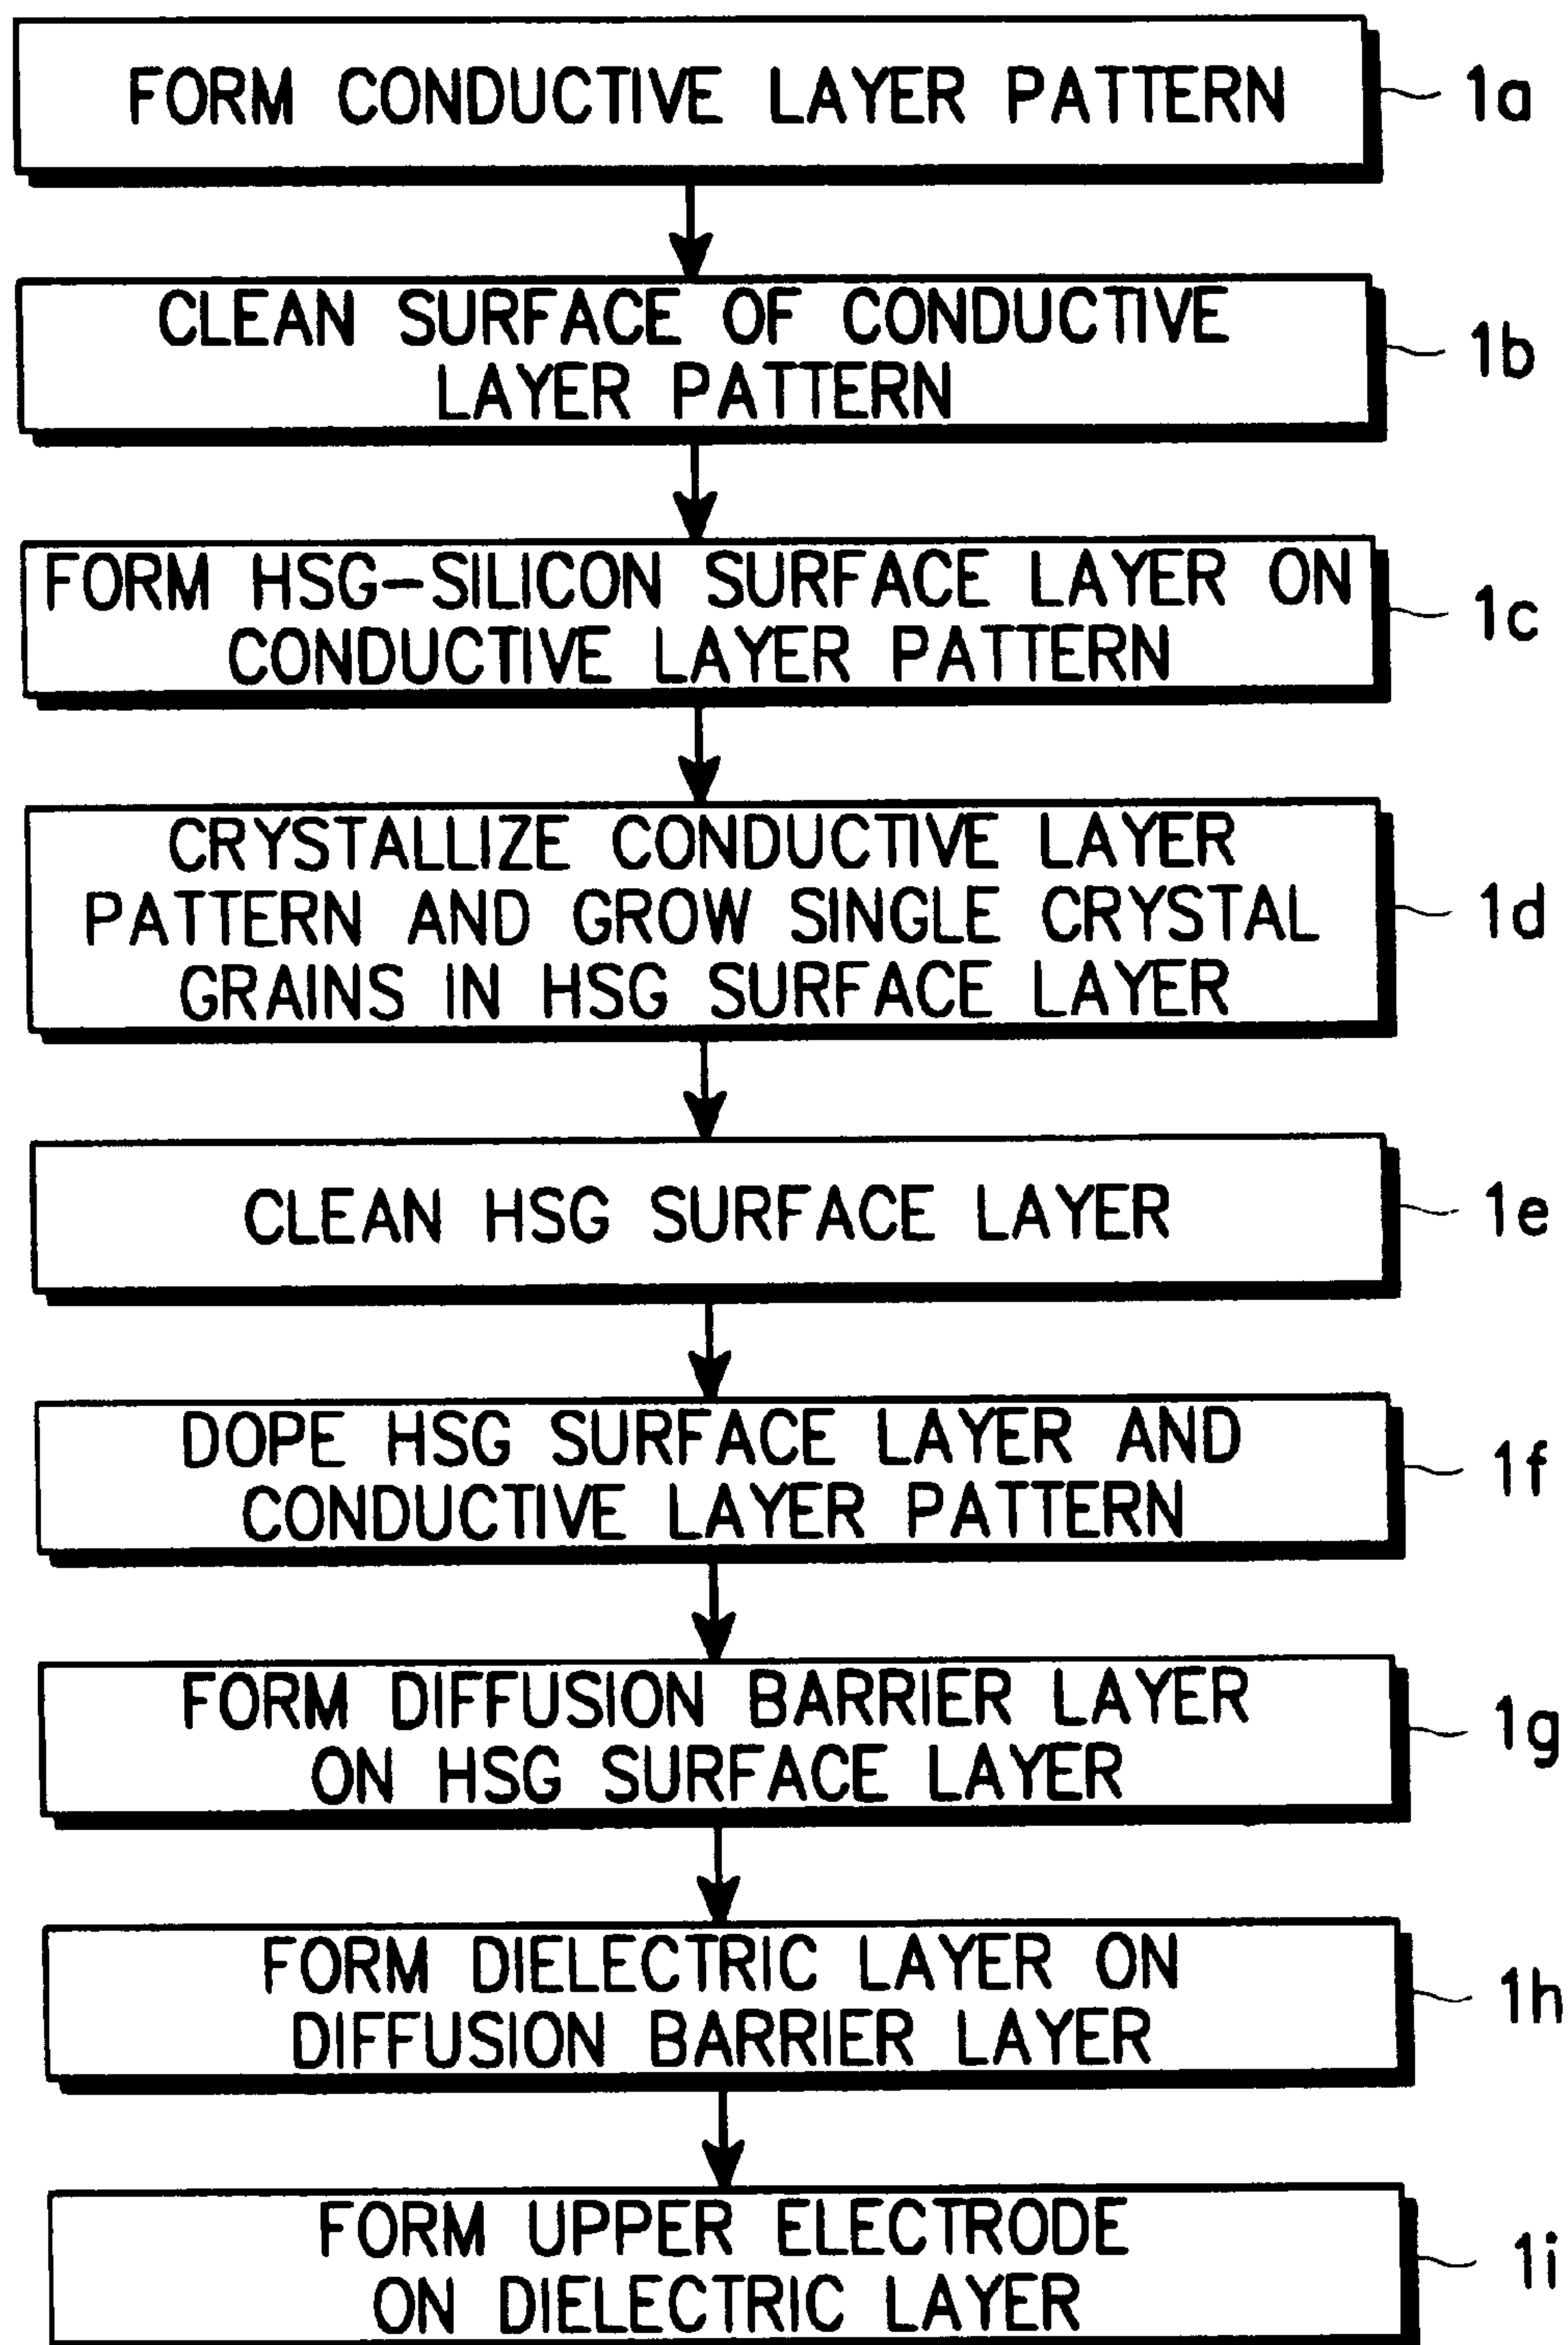 FORM CONDUCTIVE LAYER PATTERN
1a
CLEAN SURFACE OF CONDUCTIVE
LAYER PATTERN
1b
FORM HSG-SILICON SURFACE LAYER ON
CONDUCTIVE LAYER PATTERN
1c
CRYSTALLIZE CONDUCTIVE LAYER
PATTERN AND GROW SINGLE CRYSTAL
GRAINS IN HSG SURFACE LAYER
1d
CLEAN HSG SURFACE LAYER
1e
DOPE HSG SURFACE LAYER AND
CONDUCTIVE LAYER PATTERN
1f
FORM DIFFUSION BARRIER LAYER
ON HSG SURFACE LAYER
1g
FORM DIELECTRIC LAYER ON
DIFFUSION BARRIER LAYER
1h
FORM UPPER ELECTRODE
ON DIELECTRIC LAYER
1i